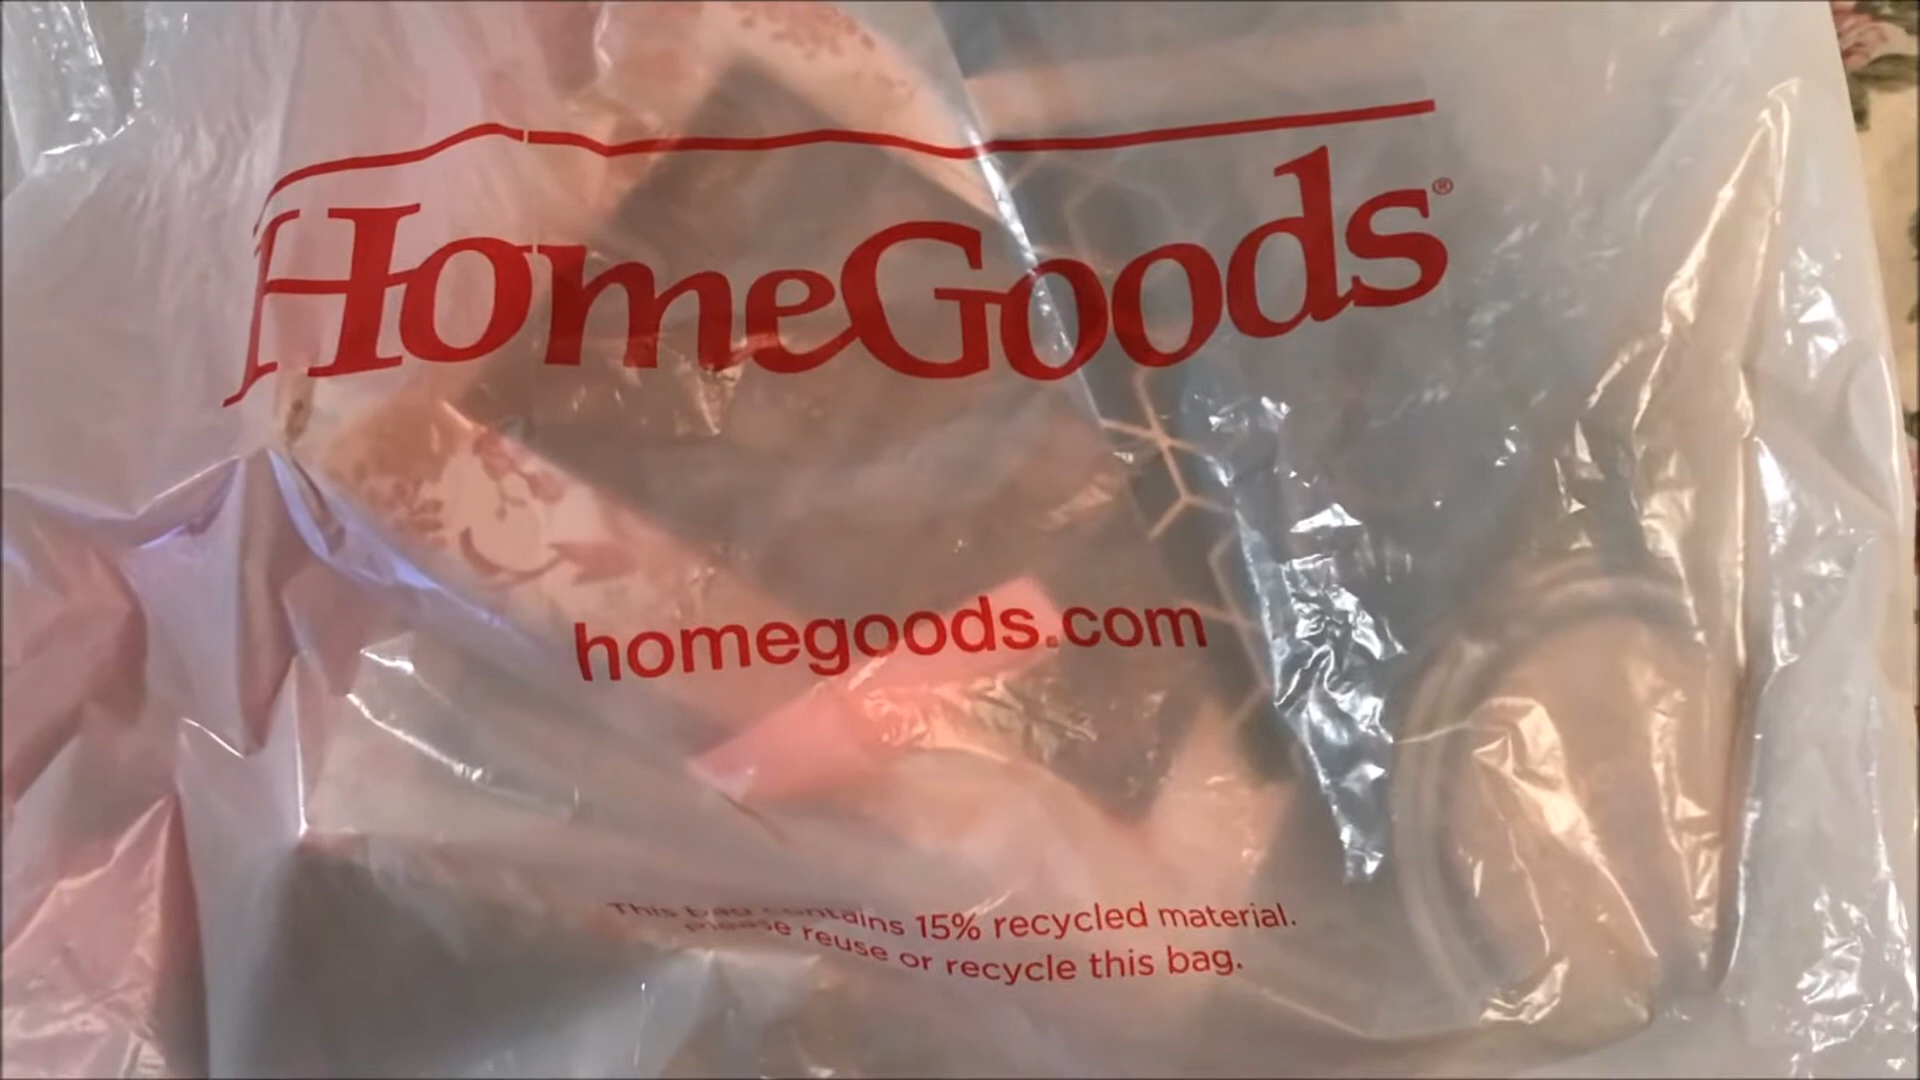 HomeGoods®
homegoods.com
This bag contains 15% recycled material.
please reuse or recycle this bag.